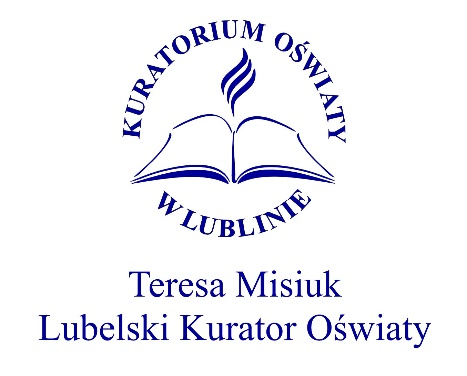 KURATORIUM OŚWIATY
W LUBLINIE
Teresa Misiuk
Lubelski Kurator Oświaty